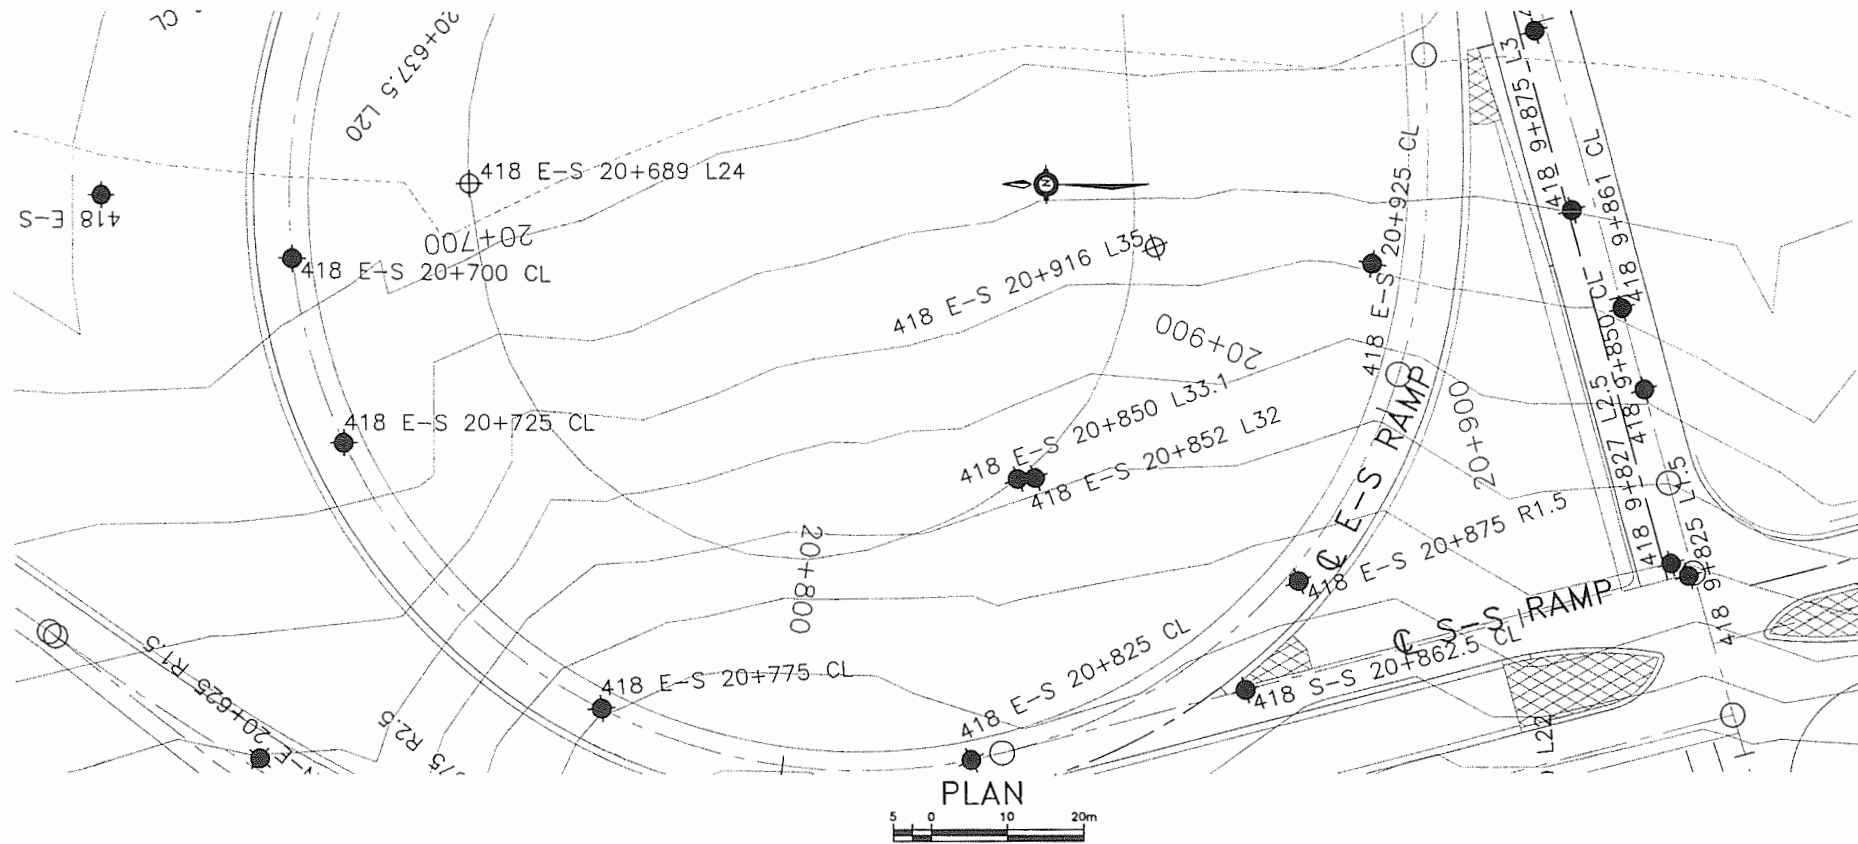 CL
20+637.5 L20
418 9+875 L3
418 E-S 20+689 L24
418 E-S
20+700
418 E-S 20+700 CL
N
418 E-S 20+916 L35
418 E-S 20+925 CL
418 9+861 CL
20+900
418 9+850 CL
418 E-S 20+725 CL
418 E-S 20+850 L33.1
418 E-S 20+852 L32
℄ E-S RAMP
20+900
418 9+827 L2.5
418 9+825 L1.5
20+800
418 E-S 20+875 R1.5
℄ S-S RAMP
20+625 R1.5
418 E-S 20+775 CL
418 E-S 20+825 CL
418 S-S 20+862.5 CL
R2.5
L22
PLAN
5 0 10 20m